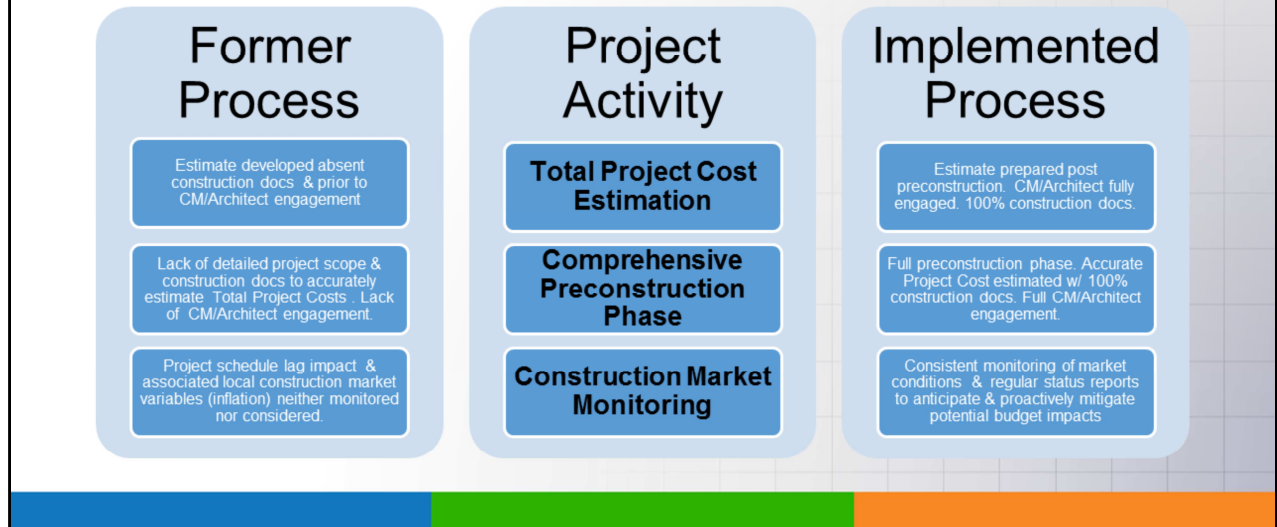 Former
Process
Estimate developed absent
construction docs & prior to
CM/Architect engagement
Lack of detailed project scope &
construction docs to accurately
estimate Total Project Costs . Lack
of CM/Architect engagement.
Project schedule lag impact &
associated local construction market
variables (inflation) neither monitored
nor considered.
Project
Activity
Total Project Cost
Estimation
Comprehensive
Preconstruction
Phase
Construction Market
Monitoring
Implemented
Process
Estimate prepared post
preconstruction. CM/Architect fully
engaged. 100% construction docs.
Full preconstruction phase. Accurate
Project Cost estimated w/ 100%
construction docs. Full CM/Architect
engagement.
Consistent monitoring of market
conditions & regular status reports
to anticipate & proactively mitigate
potential budget impacts